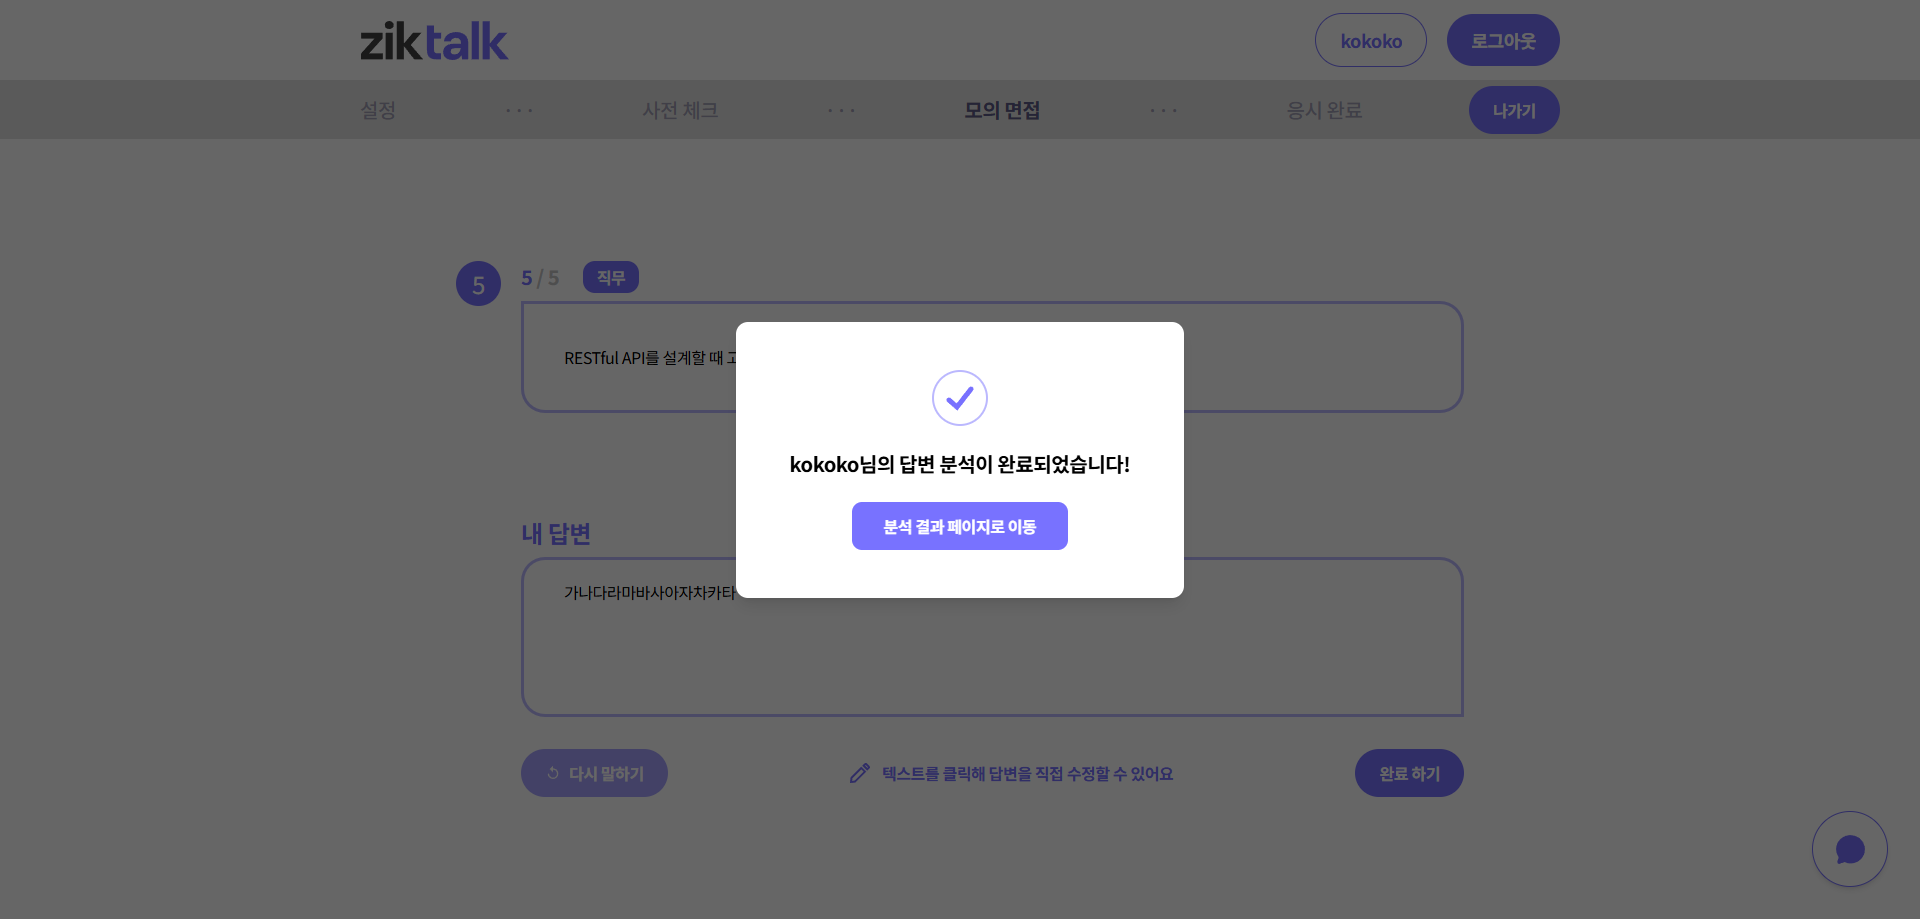 ziktalk
kokoko
로그아웃
설정 ··· 사전 체크 ··· 모의 면접 ··· 응시 완료
나가기
5
5 / 5
직무
RESTful API를 설계할 때
kokoko님의 답변 분석이 완료되었습니다!
분석 결과 페이지로 이동
내 답변
가나다라마바사아자차카타
다시 말하기
텍스트를 클릭해 답변을 직접 수정할 수 있어요
완료 하기